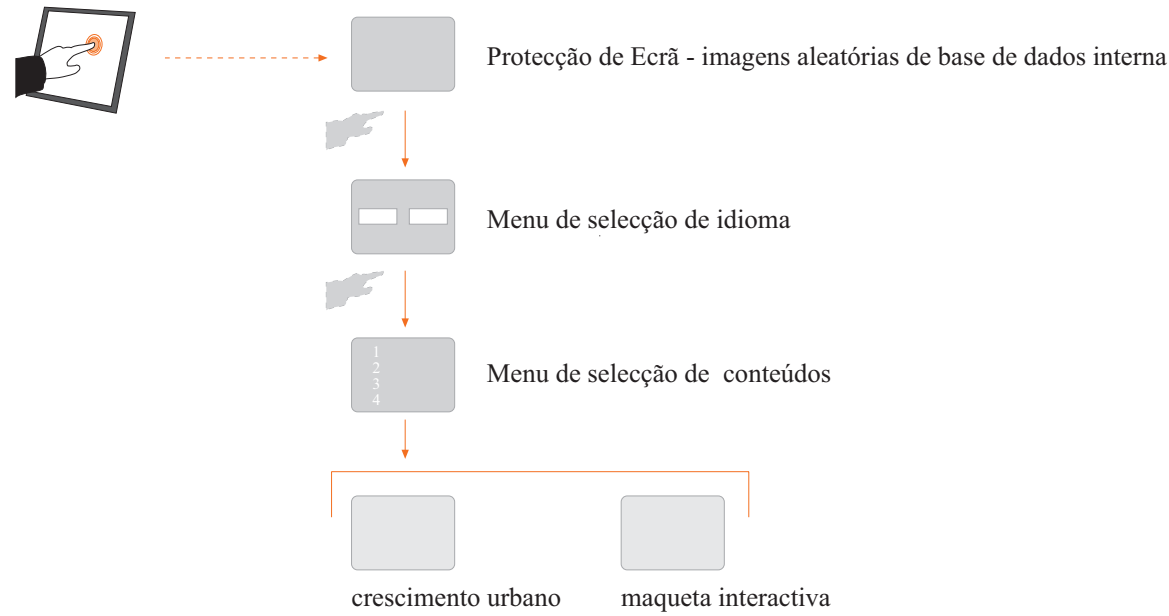 Protecção de Ecrã - imagens aleatórias de base de dados interna
Menu de selecção de idioma
1
2
3
4
Menu de selecção de  conteúdos
crescimento urbano
maqueta interactiva